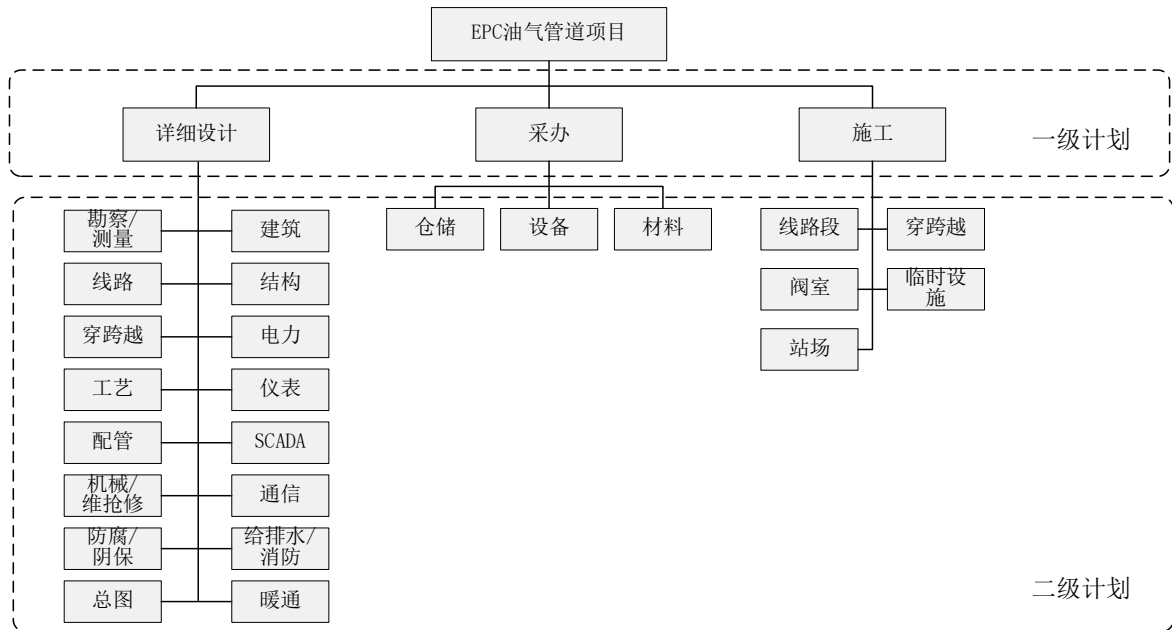 EPC油气管道项目
详细设计
采办
施工
一级计划
勘察/
测量
建筑
仓储
设备
材料
线路段
穿跨越
线路
结构
阀室
临时设
施
穿跨越
电力
站场
工艺
仪表
配管
SCADA
机械/
维抢修
通信
防腐/
阴保
给排水/
消防
总图
暖通
二级计划